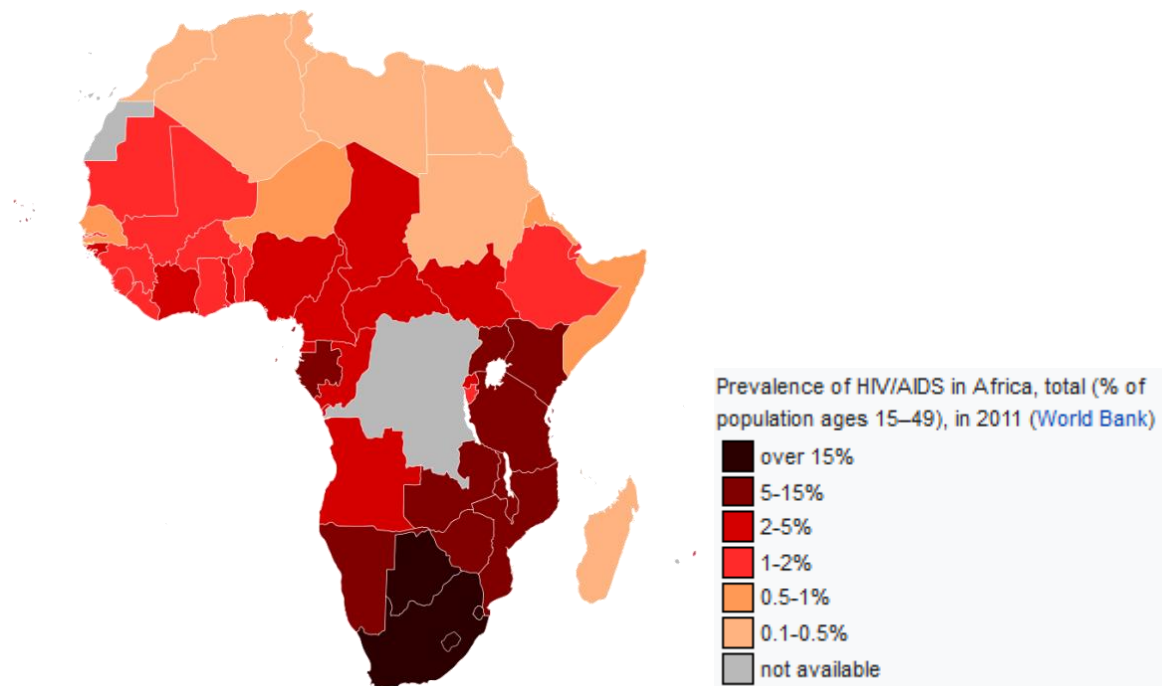 Prevalence of HIV/AIDS in Africa, total (% of
population ages 15–49), in 2011 (World Bank)
over 15%
5-15%
2-5%
1-2%
0.5-1%
0.1-0.5%
not available